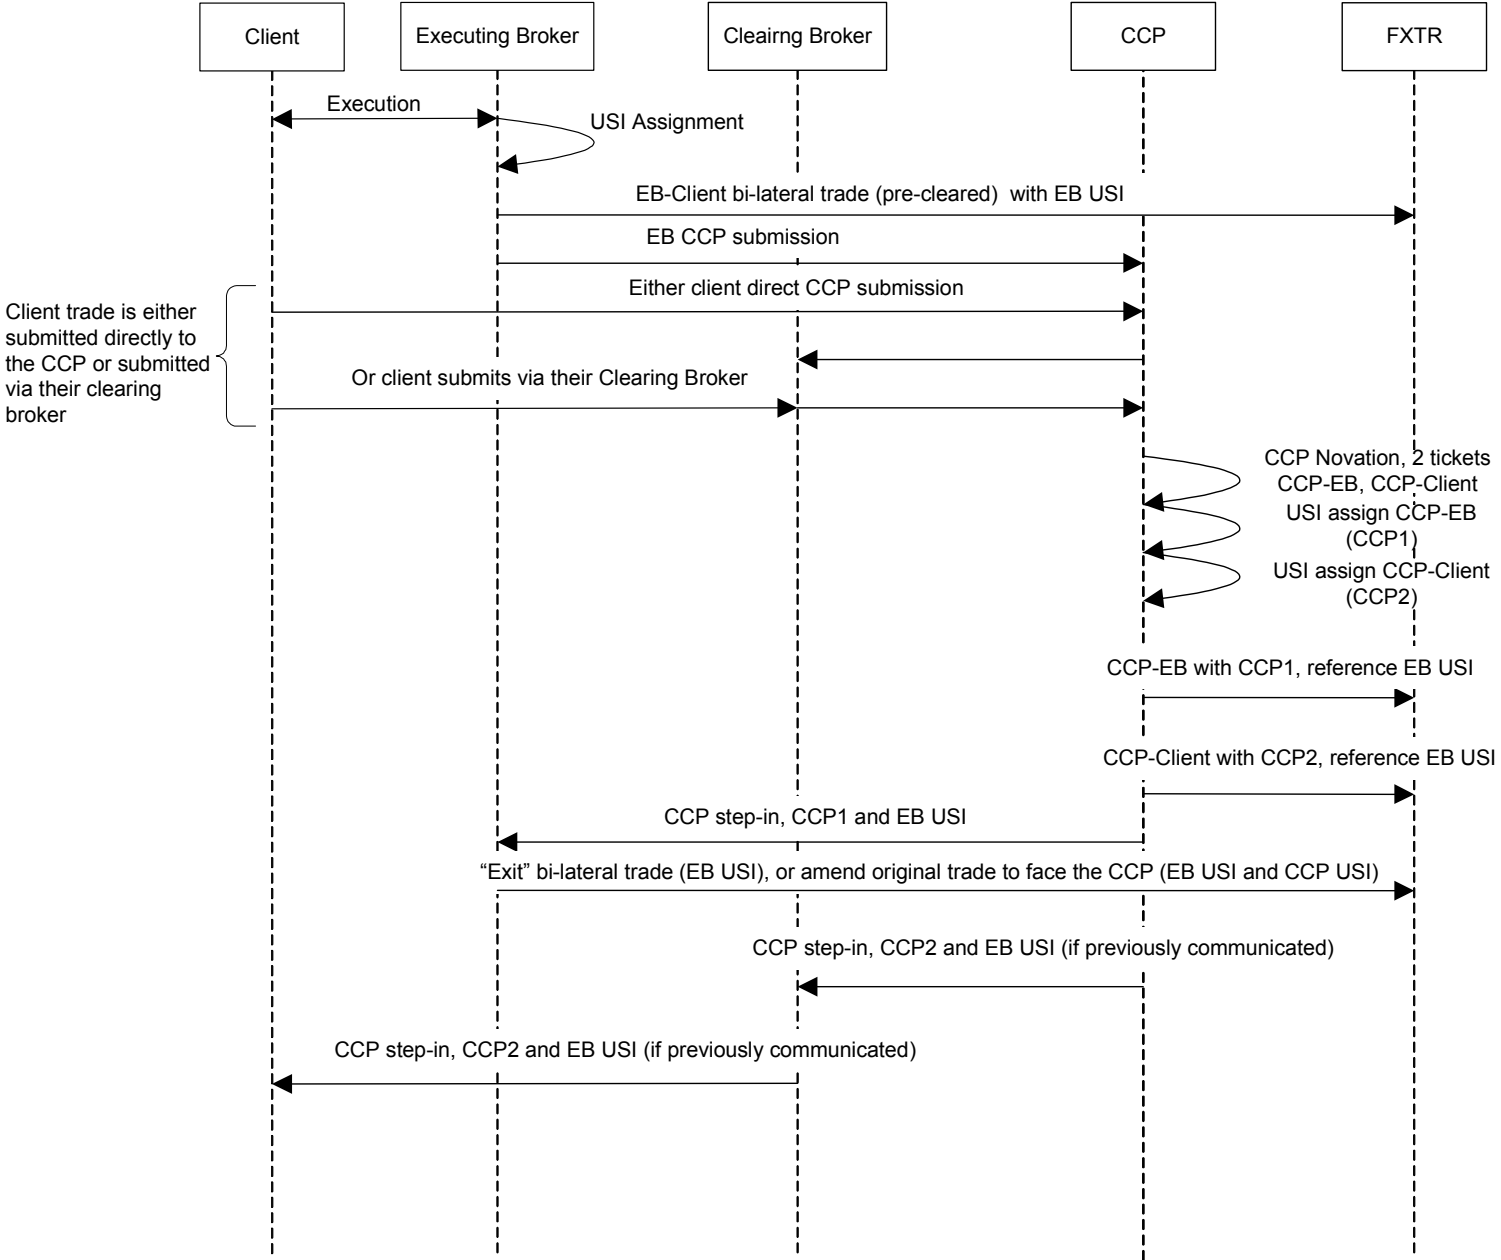 Client
Executing Broker
Cleairng Broker
CCP
FXTR
Execution
USI Assignment
EB-Client bi-lateral trade (pre-cleared) with EB USI
EB CCP submission
Either client direct CCP submission
Client trade is either
submitted directly to
the CCP or submitted
via their clearing
broker
Or client submits via their Clearing Broker
CCP Novation, 2 tickets
CCP-EB, CCP-Client
USI assign CCP-EB
(CCP1)
USI assign CCP-Client
(CCP2)
CCP-EB with CCP1, reference EB USI
CCP-Client with CCP2, reference EB USI
CCP step-in, CCP1 and EB USI
“Exit” bi-lateral trade (EB USI), or amend original trade to face the CCP (EB USI and CCP USI)
CCP step-in, CCP2 and EB USI (if previously communicated)
CCP step-in, CCP2 and EB USI (if previously communicated)